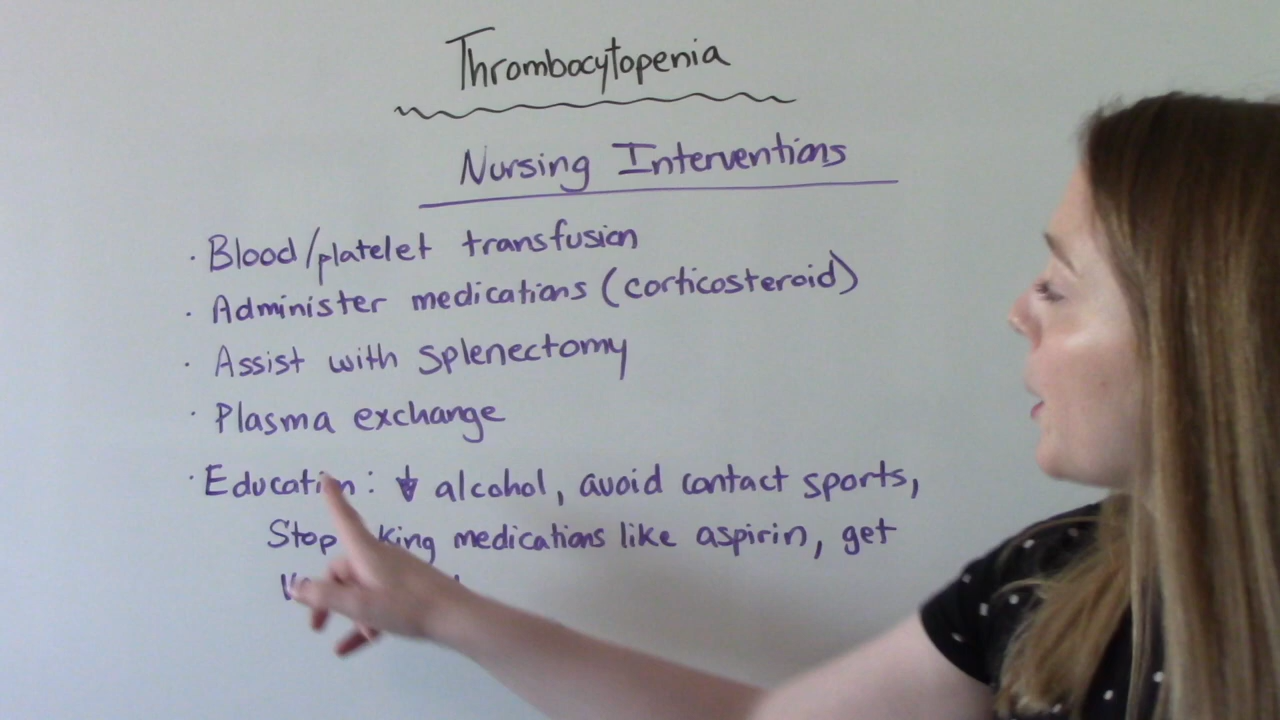 Thrombocytopenia
Nursing Interventions
· Blood/platelet transfusion
· Administer medications (corticosteroid)
· Assist with splenectomy
· Plasma exchange
· Education: ↓ alcohol, avoid contact sports,
Stop medications like aspirin, get